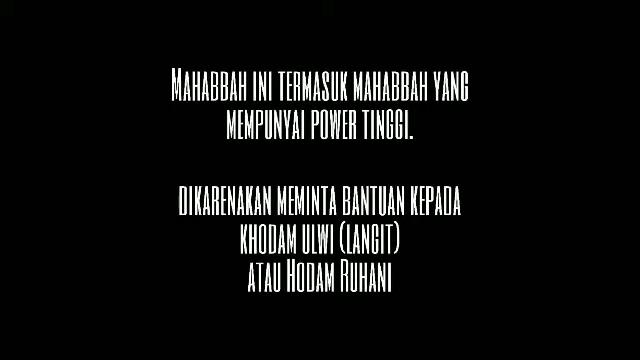 Mahabbah ini termasuk mahabbah yang
mempunyai power tinggi.
dikarenakan meminta bantuan kepada
khodam ulwi (langit)
atau Hodam Ruhani